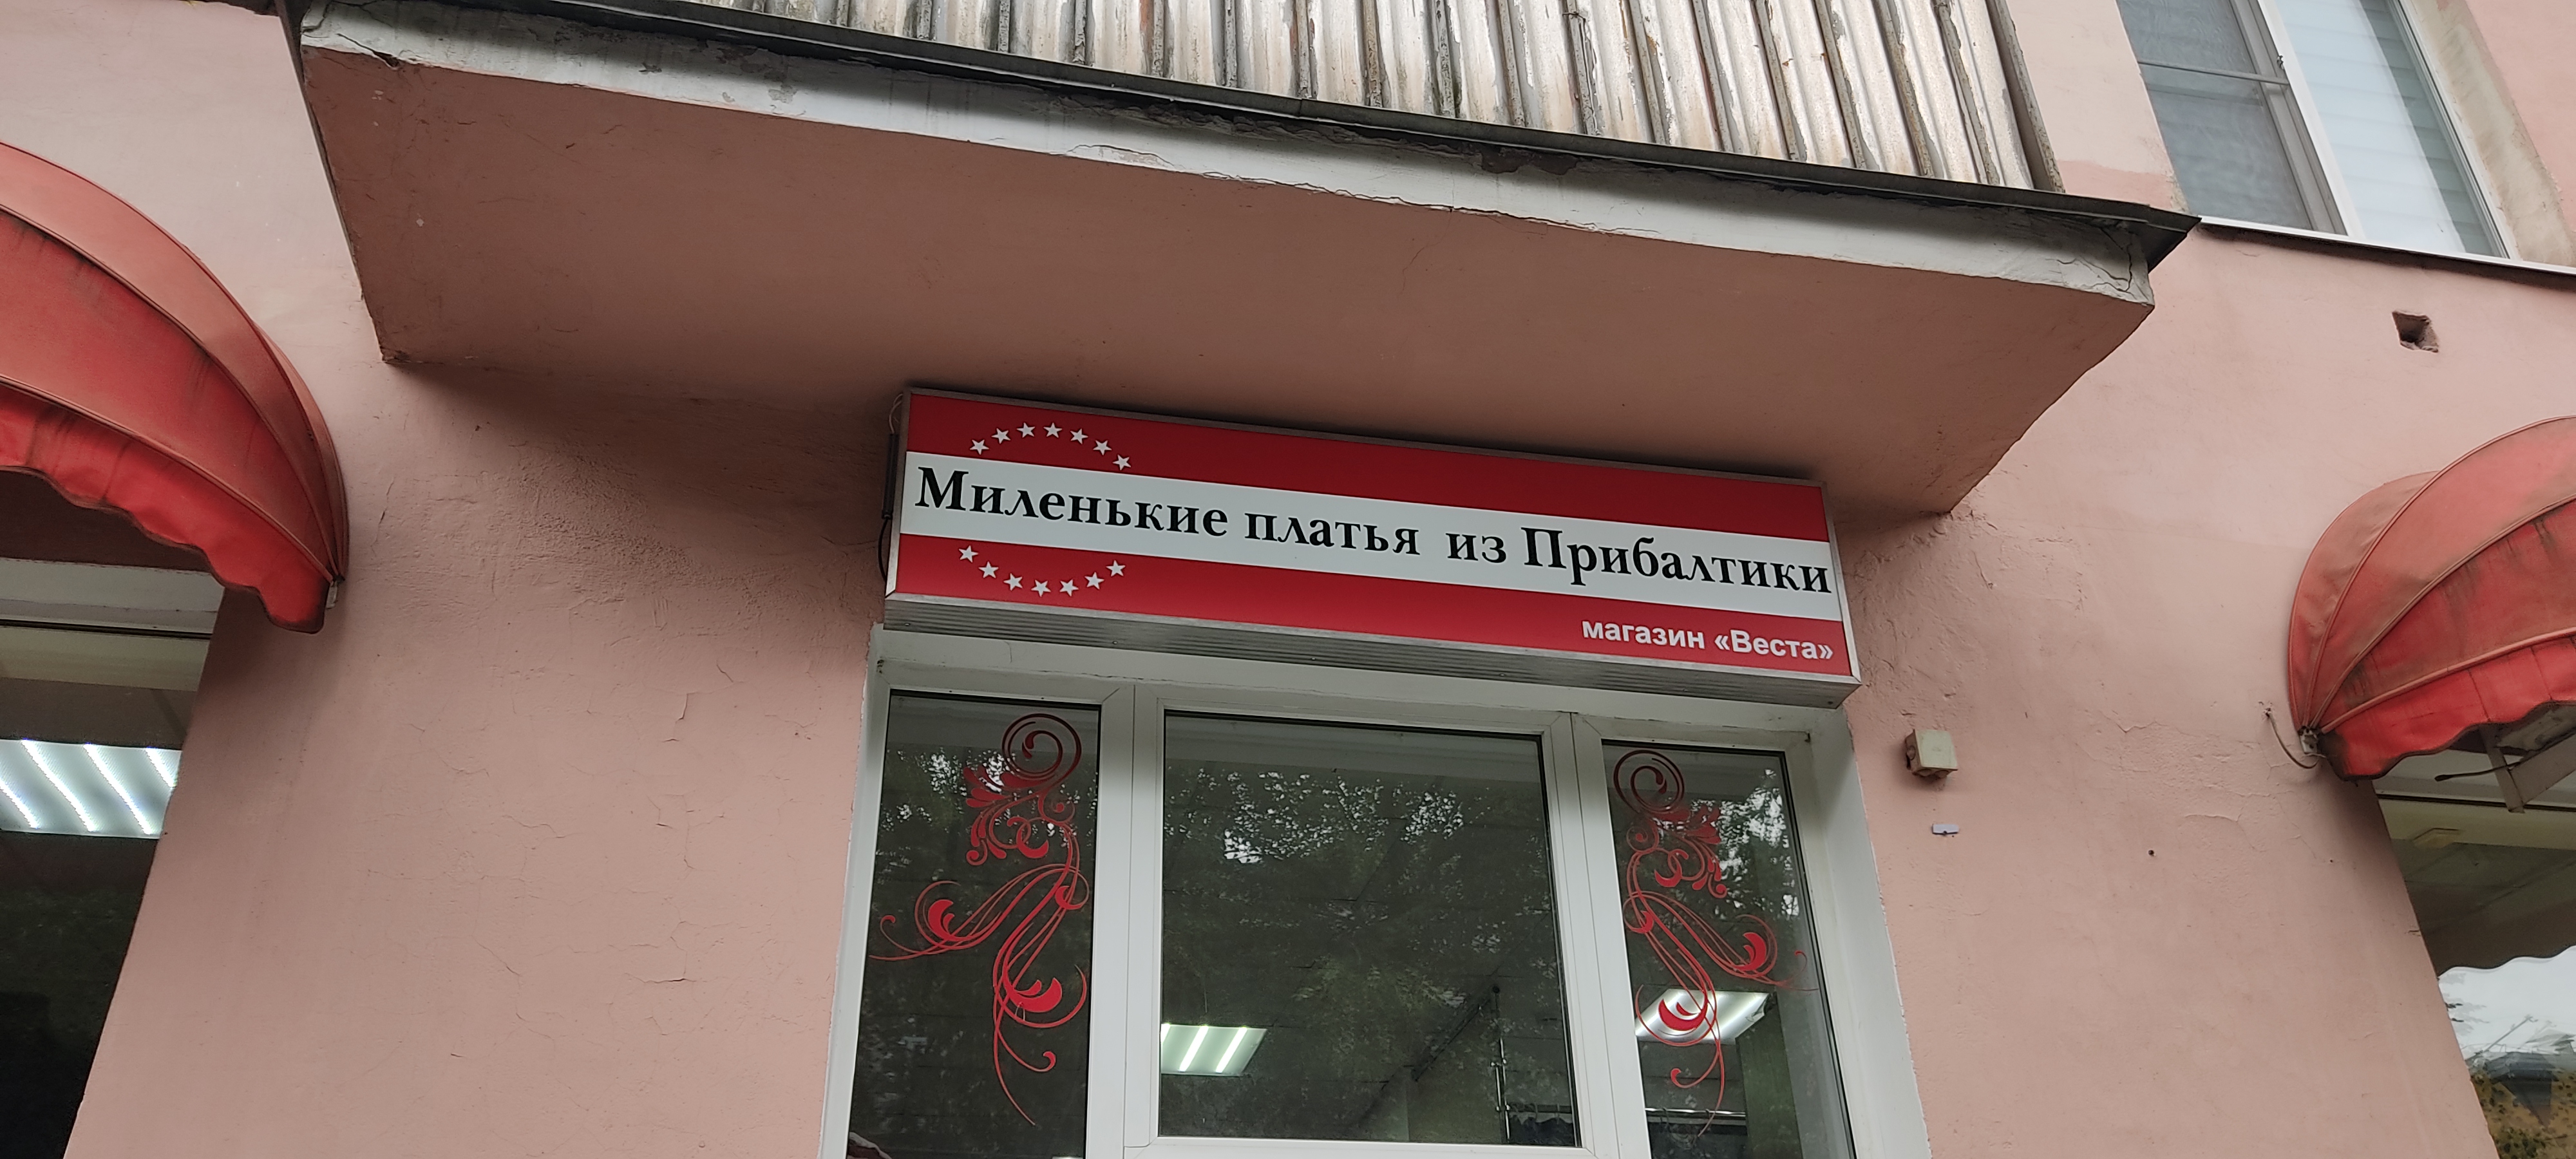 Миленькие платья из Прибалтики
магазин «Веста»